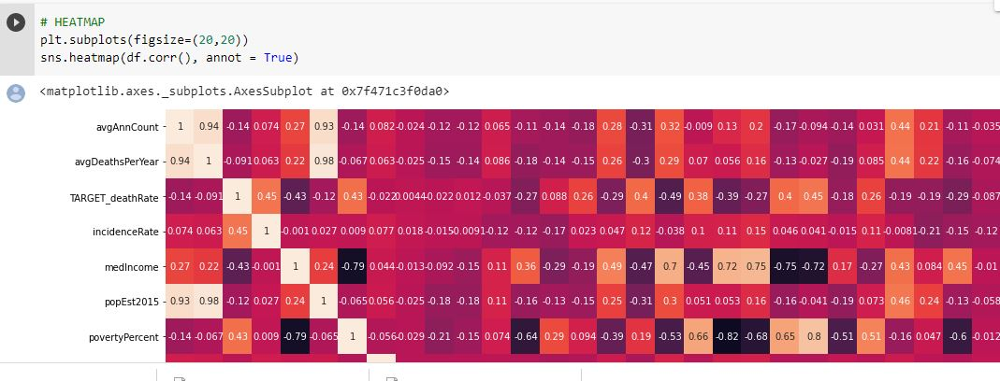 # HEATMAP
plt.subplots(figsize=(20,20))
sns.heatmap(df.corr(), annot = True)
<matplotlib.axes._subplots.AxesSubplot at 0x7f471c3f0da0>
avgAnnCount - 1 0.94 -0.14 0.074 0.27 0.93 -0.14 0.082 -0.024 -0.12 -0.12 0.065 -0.11 -0.14 -0.18 0.28 -0.31 0.32 -0.009 0.13 0.2 -0.17 -0.094 -0.14 0.031 0.44 0.21 -0.11 -0.035
avgDeathsPerYear - 0.94 1 -0.091 0.063 0.22 0.98 -0.067 0.063 -0.025 -0.15 -0.14 0.086 -0.18 -0.14 -0.15 0.26 -0.3 0.29 0.07 0.056 0.16 -0.13 -0.027 -0.19 0.085 0.44 0.22 -0.16 -0.074
TARGET_deathRate - -0.14 -0.091 1 0.45 -0.43 -0.12 0.43 -0.022 0.0044 -0.022 0.012 -0.037 -0.27 0.088 0.26 -0.29 0.4 -0.49 0.38 -0.39 -0.27 0.4 0.45 -0.18 0.26 -0.19 -0.19 -0.29 -0.087
incidenceRate - 0.074 0.063 0.45 1 -0.001 0.027 0.009 0.077 0.018 -0.015 0.0091 -0.12 -0.12 -0.17 0.023 0.047 0.12 -0.038 0.1 0.11 0.15 0.046 0.041 -0.015 0.11 -0.0081 -0.21 -0.15 -0.12
medIncome - 0.27 0.22 -0.43 -0.001 1 0.24 -0.79 0.044 -0.013 -0.092 -0.15 0.11 0.36 -0.29 -0.19 0.49 -0.47 0.7 -0.45 0.72 0.75 -0.75 -0.72 0.17 -0.27 0.43 0.084 0.45 -0.01
popEst2015 - 0.93 0.98 -0.12 0.027 0.24 1 -0.065 0.056 -0.025 -0.18 -0.18 0.11 -0.16 -0.13 -0.15 0.25 -0.31 0.3 0.051 0.053 0.16 -0.16 -0.041 -0.19 0.073 0.46 0.24 -0.13 -0.058
povertyPercent - -0.14 -0.067 0.43 0.009 -0.79 -0.065 1 -0.056 -0.029 -0.21 -0.15 0.074 -0.64 0.29 0.094 -0.39 0.19 -0.53 0.66 -0.82 -0.68 0.65 0.8 -0.51 0.51 -0.16 0.047 -0.6 -0.012